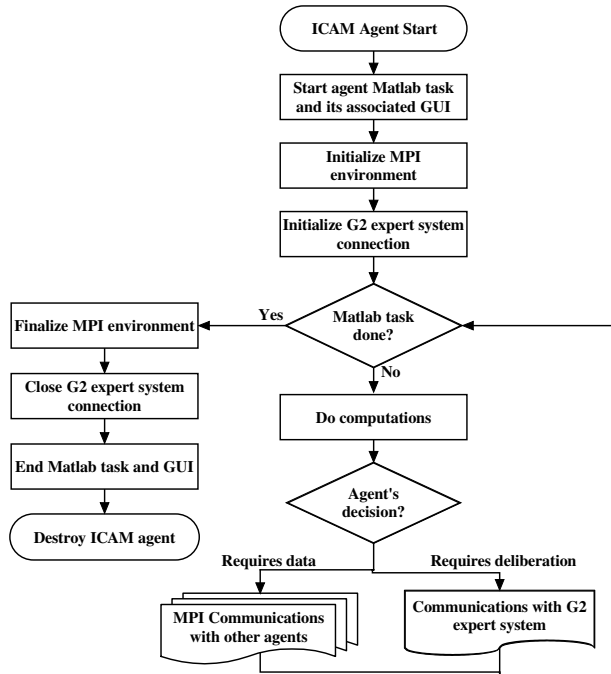 ICAM Agent Start
Start agent Matlab task
and its associated GUI
Initialize MPI
environment
Initialize G2 expert system
connection
Matlab task
done?
Yes
No
Finalize MPI environment
Close G2 expert system
connection
End Matlab task and GUI
Destroy ICAM agent
Do computations
Agent's
decision?
Requires data
Requires deliberation
MPI Communications
with other agents
Communications with G2
expert system